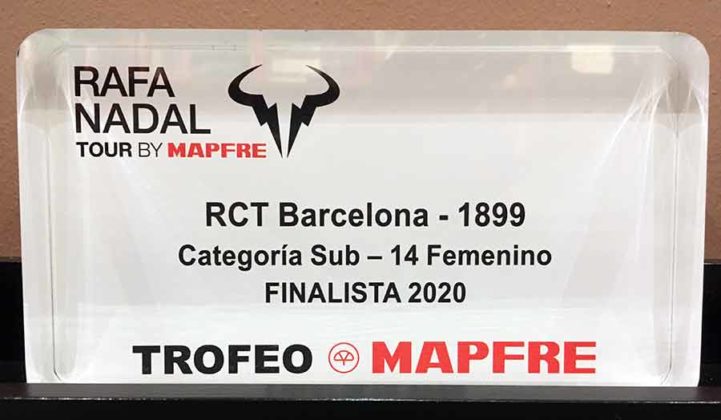 RAFA
NADAL
TOUR BY MAPFRE
RCT Barcelona - 1899
Categoría Sub – 14 Femenino
FINALISTA 2020
TROFEO MAPFRE